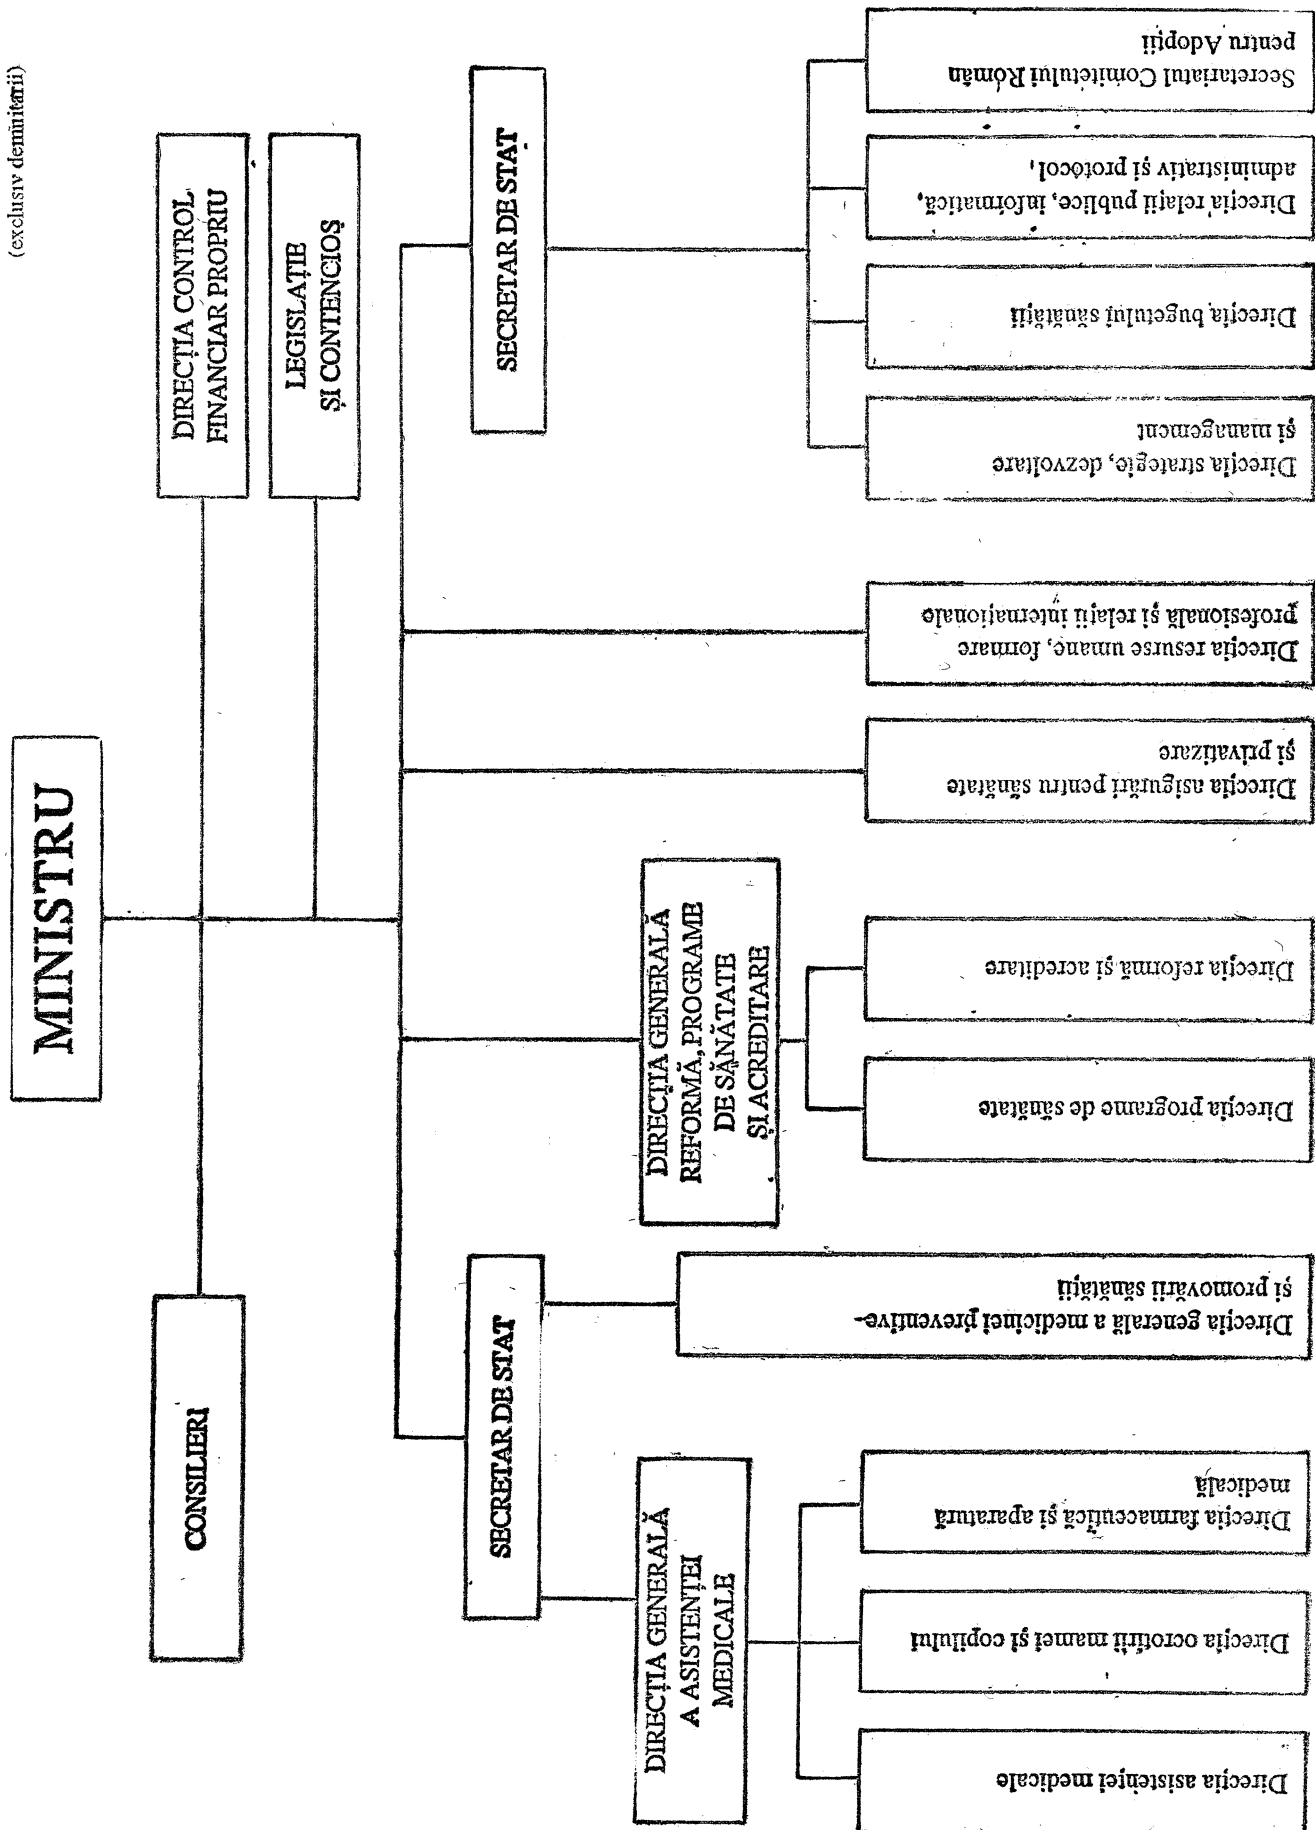 (exclusiv demnitarii)
MINISTRU
CONSILIERI
DIRECȚIA CONTROL
FINANCIAR PROPRIU
LEGISLAȚIE
ȘI CONTENCIOS
SECRETAR DE STAT
SECRETAR DE STAT
DIRECȚIA GENERALĂ
A ASISTENȚEI
MEDICALE
DIRECȚIA GENERALĂ
REFORMĂ, PROGRAME
DE SĂNĂTATE
ȘI ACREDITARE
Direcția asistenței medicale
Direcția ocrotirii mamei și copilului
Direcția farmaceutică și aparatură
medicală
Direcția generală a medicinei preventive
și promovării sănătății
Direcția programe de sănătate
Direcția reformă și acreditare
Direcția asigurări pentru sănătate
și privatizare
Direcția resurse umane, formare
profesională și relații internaționale
Direcția strategie, dezvoltare
și management
Direcția bugetului sănătății
Direcția relații publice, informatică,
administrativ și protocol
Secretariatul Comitetului Român
pentru Adopții